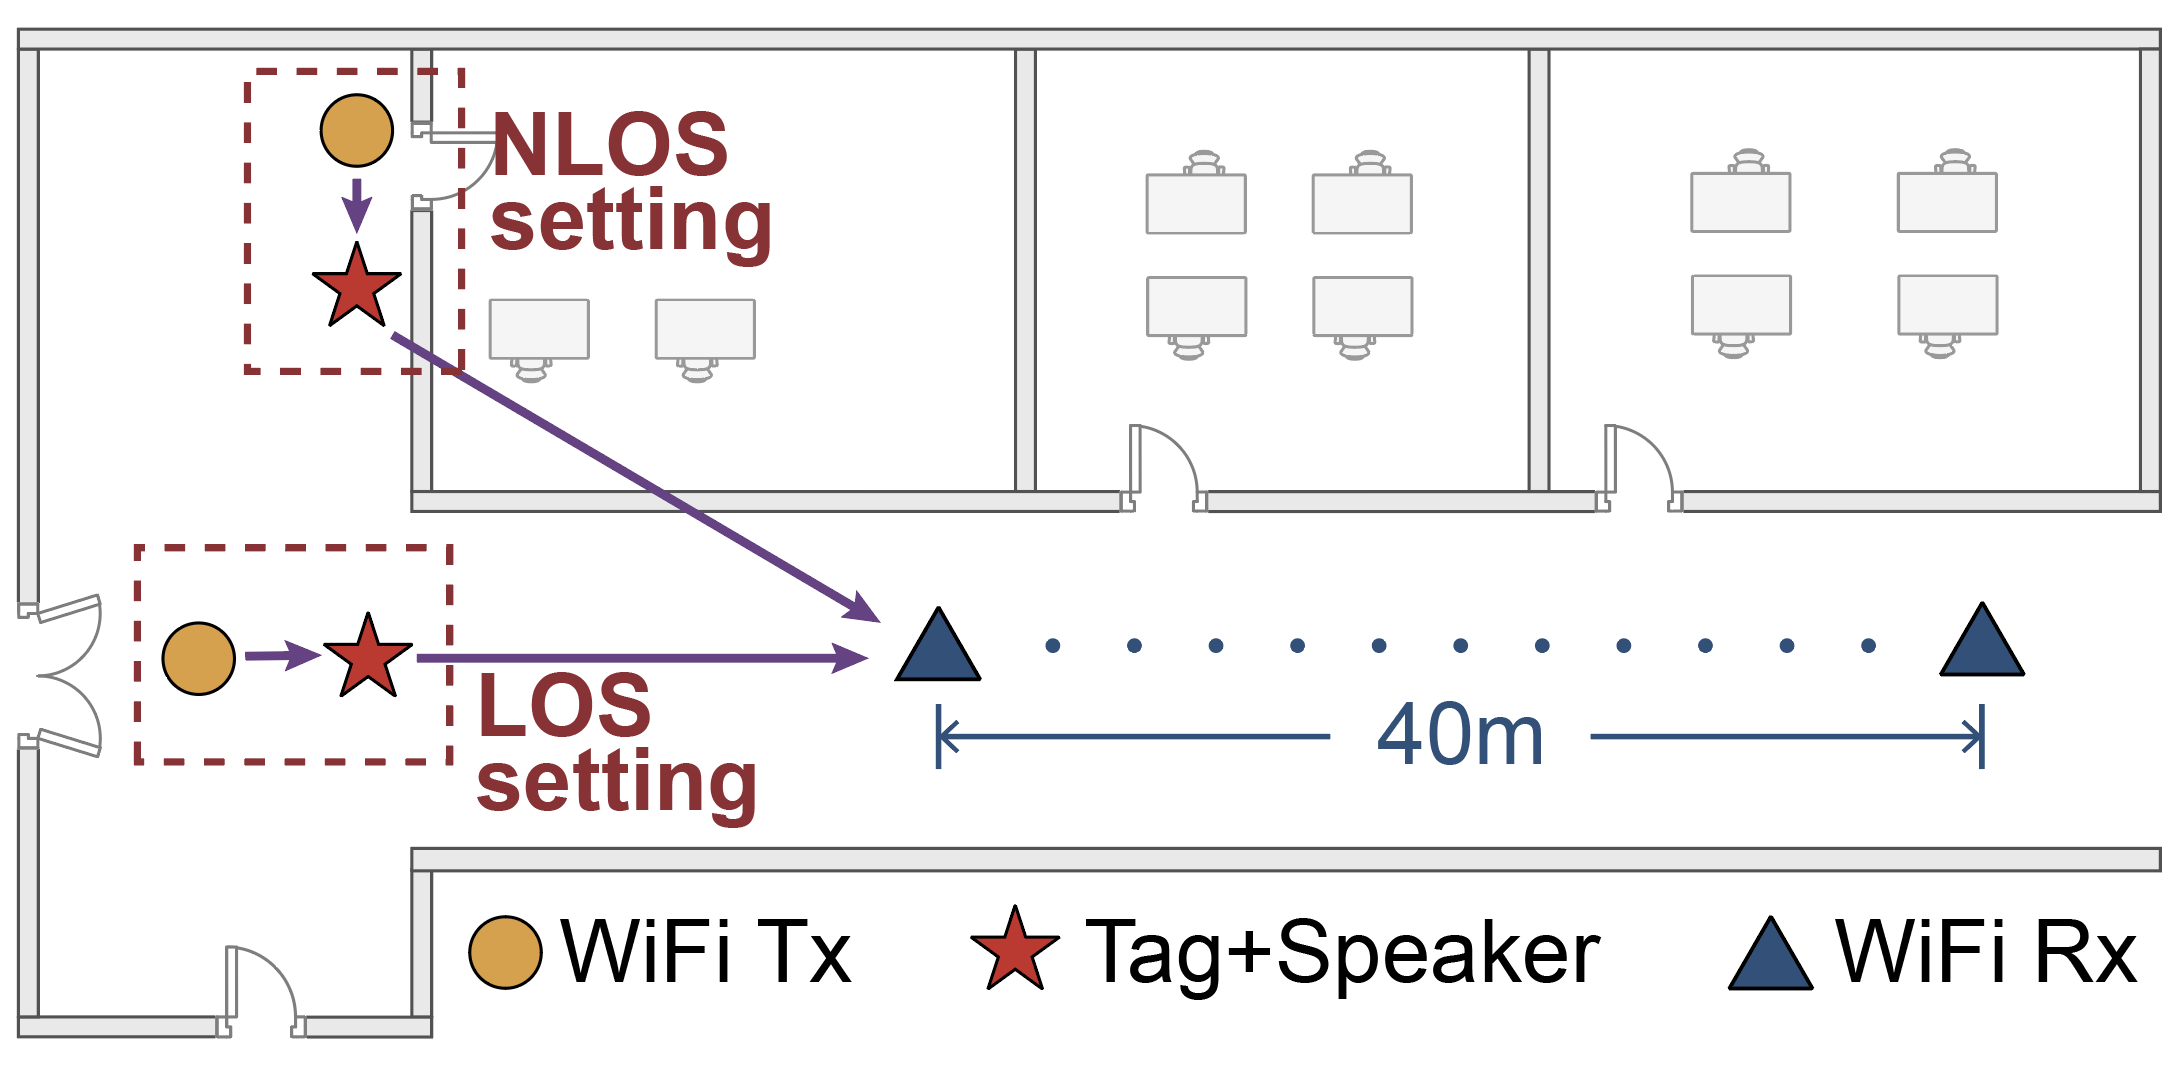 NLOS
setting
LOS
setting
40m
WiFi Tx
Tag+Speaker
WiFi Rx